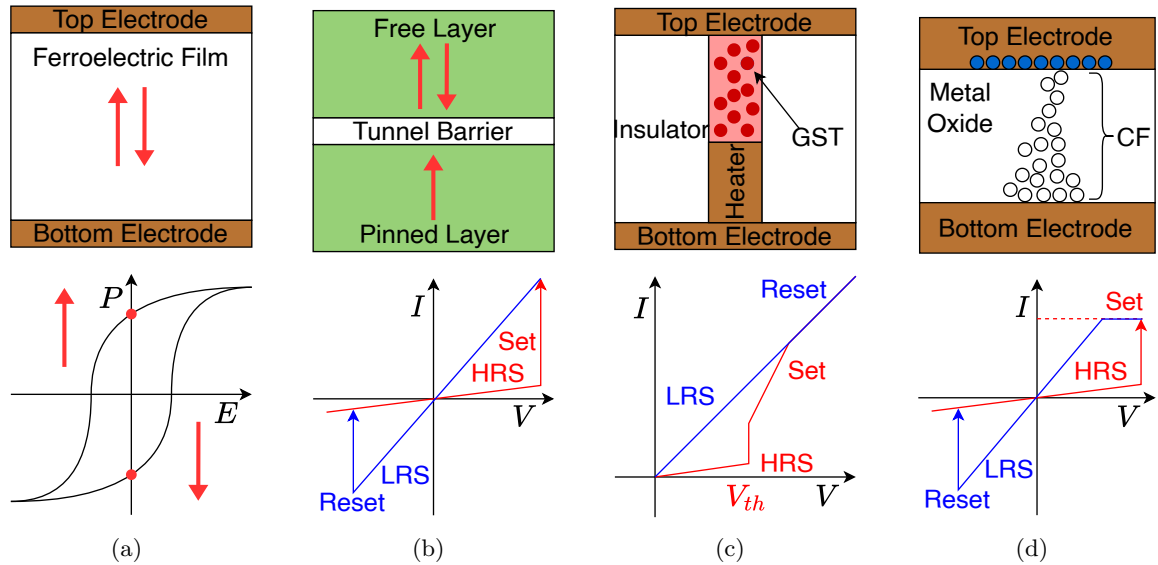 Top Electrode
Ferroelectric Film
Bottom Electrode
P
E
(a)
Free Layer
Tunnel Barrier
Pinned Layer
I
Set
HRS
V
LRS
Reset
(b)
Top Electrode
Insulator
GST
Heater
Bottom Electrode
I
Reset
Set
LRS
HRS
V_{th}
V
(c)
Top Electrode
Metal
Oxide
CF
Bottom Electrode
I
Set
HRS
V
LRS
Reset
(d)